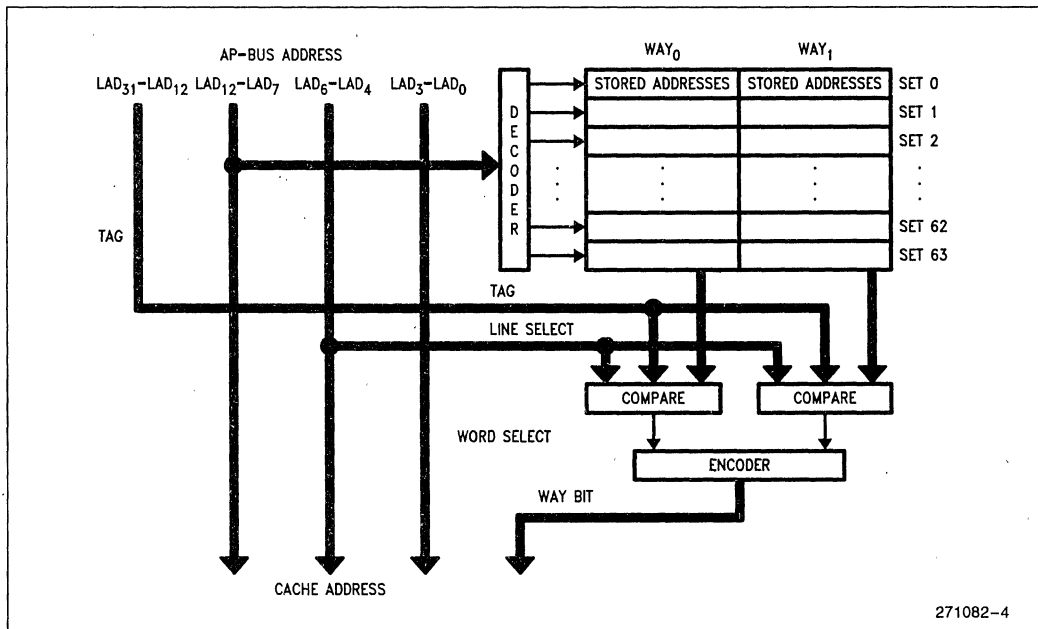 AP-BUS ADDRESS
LAD31-LAD12 LAD12-LAD7 LAD6-LAD4 LAD3-LAD0
WAY0 WAY1
STORED ADDRESSES STORED ADDRESSES SET 0
SET 1
SET 2
DECODER
SET 62
SET 63
TAG
TAG
LINE SELECT
COMPARE COMPARE
WORD SELECT
ENCODER
WAY BIT
CACHE ADDRESS
271082-4